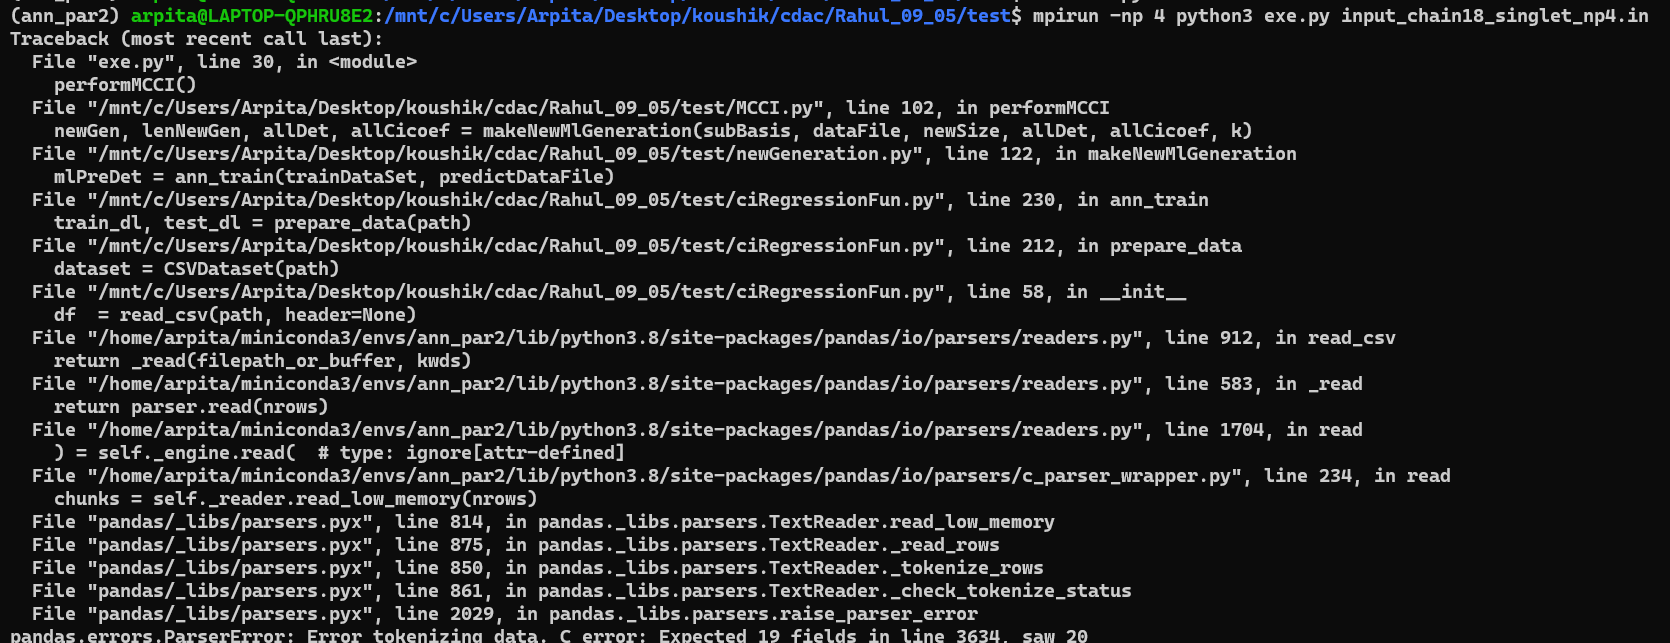 (ann_par2) arpita@LAPTOP-QPHRU8E2:/mnt/c/Users/Arpita/Desktop/koushik/cdac/Rahul_09_05/test$ mpirun -np 4 python3 exe.py input_chain18_singlet_np4.in
Traceback (most recent call last):
  File "exe.py", line 30, in <module>
    performMCCI()
  File "/mnt/c/Users/Arpita/Desktop/koushik/cdac/Rahul_09_05/test/MCCI.py", line 102, in performMCCI
    newGen, lenNewGen, allDet, allCicoef = makeNewMlGeneration(subBasis, dataFile, newSize, allDet, allCicoef, k)
  File "/mnt/c/Users/Arpita/Desktop/koushik/cdac/Rahul_09_05/test/newGeneration.py", line 122, in makeNewMlGeneration
    mlPreDet = ann_train(trainDataSet, predictDataFile)
  File "/mnt/c/Users/Arpita/Desktop/koushik/cdac/Rahul_09_05/test/ciRegressionFun.py", line 230, in ann_train
    train_dl, test_dl = prepare_data(path)
  File "/mnt/c/Users/Arpita/Desktop/koushik/cdac/Rahul_09_05/test/ciRegressionFun.py", line 212, in prepare_data
    dataset = CSVDataset(path)
  File "/mnt/c/Users/Arpita/Desktop/koushik/cdac/Rahul_09_05/test/ciRegressionFun.py", line 58, in __init__
    df  = read_csv(path, header=None)
  File "/home/arpita/miniconda3/envs/ann_par2/lib/python3.8/site-packages/pandas/io/parsers/readers.py", line 912, in read_csv
    return _read(filepath_or_buffer, kwds)
  File "/home/arpita/miniconda3/envs/ann_par2/lib/python3.8/site-packages/pandas/io/parsers/readers.py", line 583, in _read
    return parser.read(nrows)
  File "/home/arpita/miniconda3/envs/ann_par2/lib/python3.8/site-packages/pandas/io/parsers/readers.py", line 1704, in read
    ) = self._engine.read(  # type: ignore[attr-defined]
  File "/home/arpita/miniconda3/envs/ann_par2/lib/python3.8/site-packages/pandas/io/parsers/c_parser_wrapper.py", line 234, in read
    chunks = self._reader.read_low_memory(nrows)
  File "pandas/_libs/parsers.pyx", line 814, in pandas._libs.parsers.TextReader.read_low_memory
  File "pandas/_libs/parsers.pyx", line 875, in pandas._libs.parsers.TextReader._read_rows
  File "pandas/_libs/parsers.pyx", line 850, in pandas._libs.parsers.TextReader._tokenize_rows
  File "pandas/_libs/parsers.pyx", line 861, in pandas._libs.parsers.TextReader._check_tokenize_status
  File "pandas/_libs/parsers.pyx", line 2029, in pandas._libs.parsers.raise_parser_error
pandas.errors.ParserError: Error tokenizing data. C error: Expected 19 fields in line 3634, saw 20